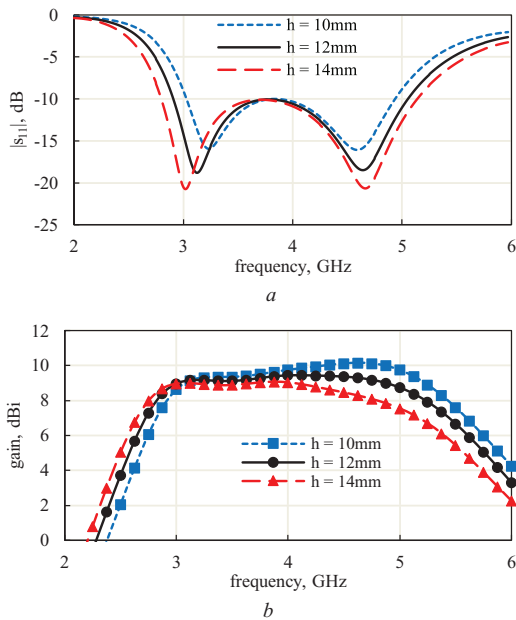 0
-5
-10
-15
-20
-25
|s11|, dB
h = 10mm
h = 12mm
h = 14mm
2
3
4
5
6
frequency, GHz
a
12
10
8
6
4
2
0
gain, dBi
h = 10mm
h = 12mm
h = 14mm
2
3
4
5
6
frequency, GHz
b